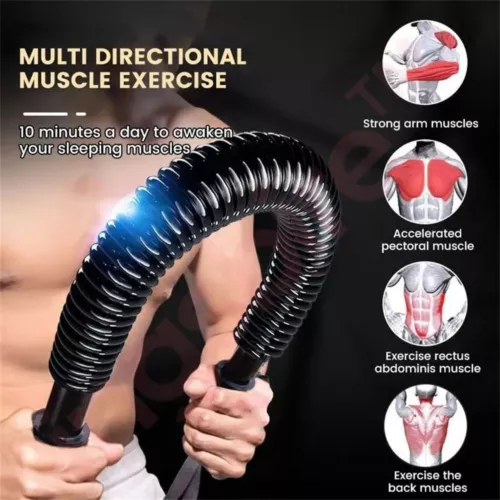 MULTI DIRECTIONAL
MUSCLE EXERCISE
10 minutes a day to awaken
your sleeping muscles
Strong arm muscles
Accelerated
pectoral muscle
Exercise rectus
abdominis muscle
Exercise the
back muscles